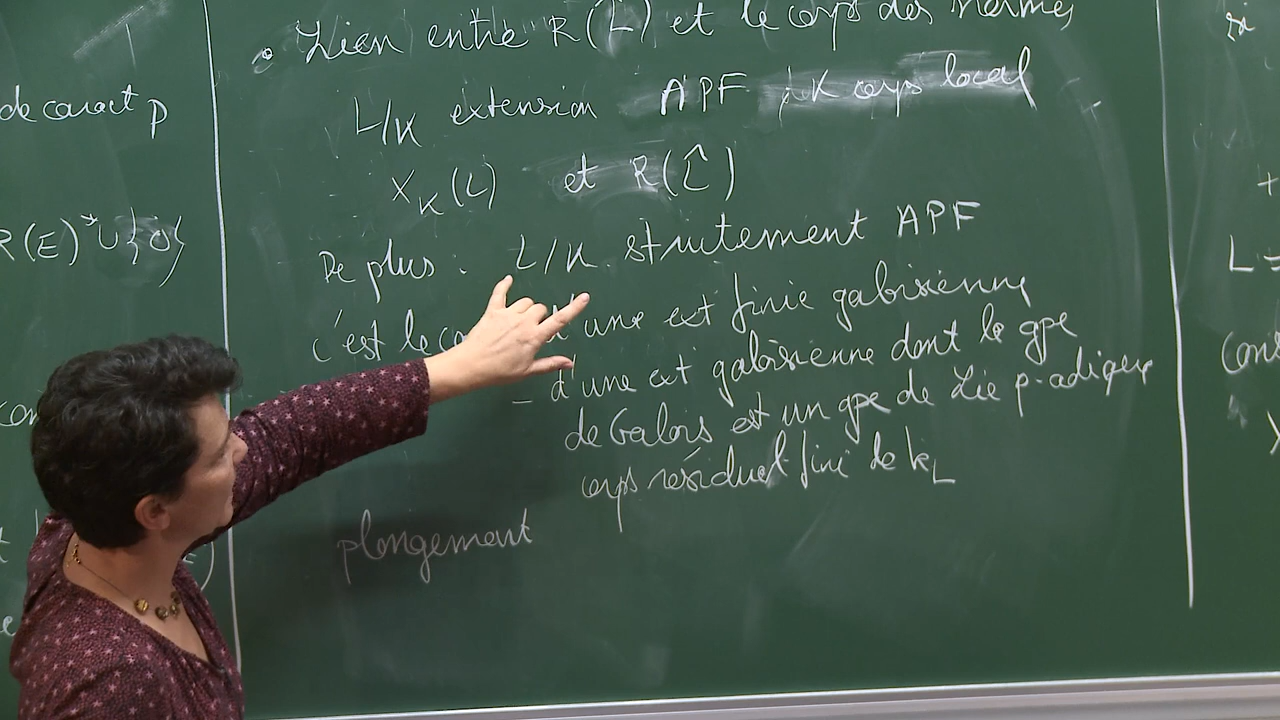 de caract p
R(E)* ∪ {0}
• Lien entre R(L̂) et le corps des normes
L/K extension APF K corps local
X_K(L) et R(L̂)
De plus : L/K strictement APF
c'est le d'une ext finie galoisienne
– d'une ext galoisienne dont le gpe
de Galois est un gpe de Lie p-adique
corps résiduel fini de k_L
plongement
L =